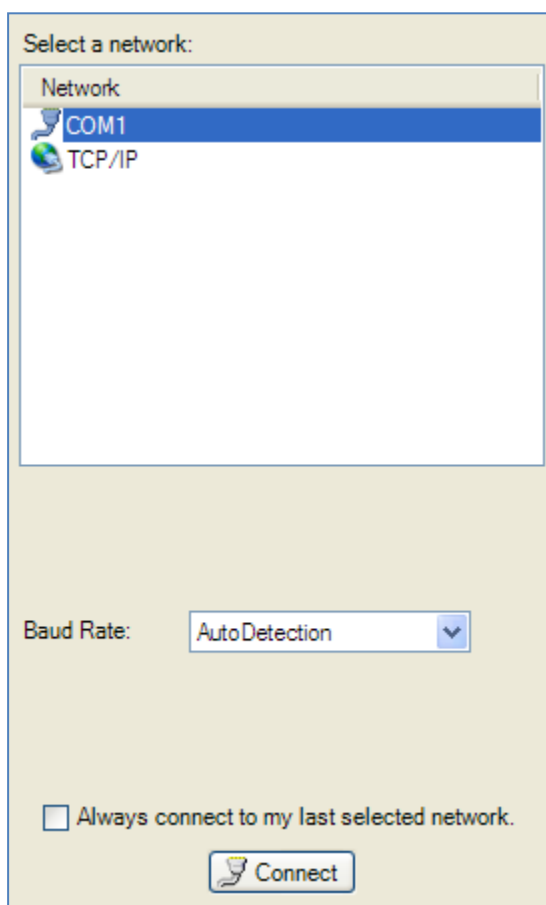 Select a network:
Network
COM1
TCP/IP
Baud Rate: AutoDetection
Always connect to my last selected network.
Connect